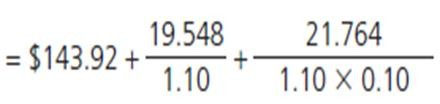 = $143.92 + 19.548/1.10 + 21.764/(1.10 × 0.10)